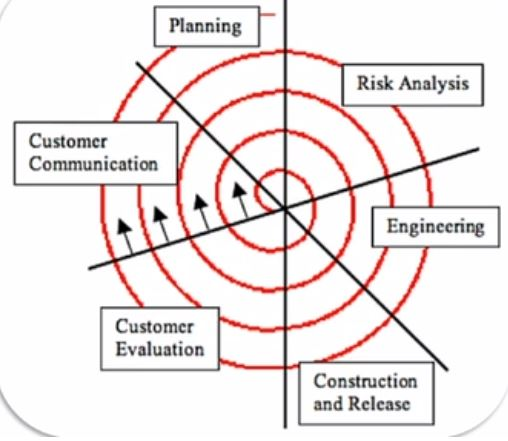 Planning
Risk Analysis
Customer
Communication
Engineering
Customer
Evaluation
Construction
and Release